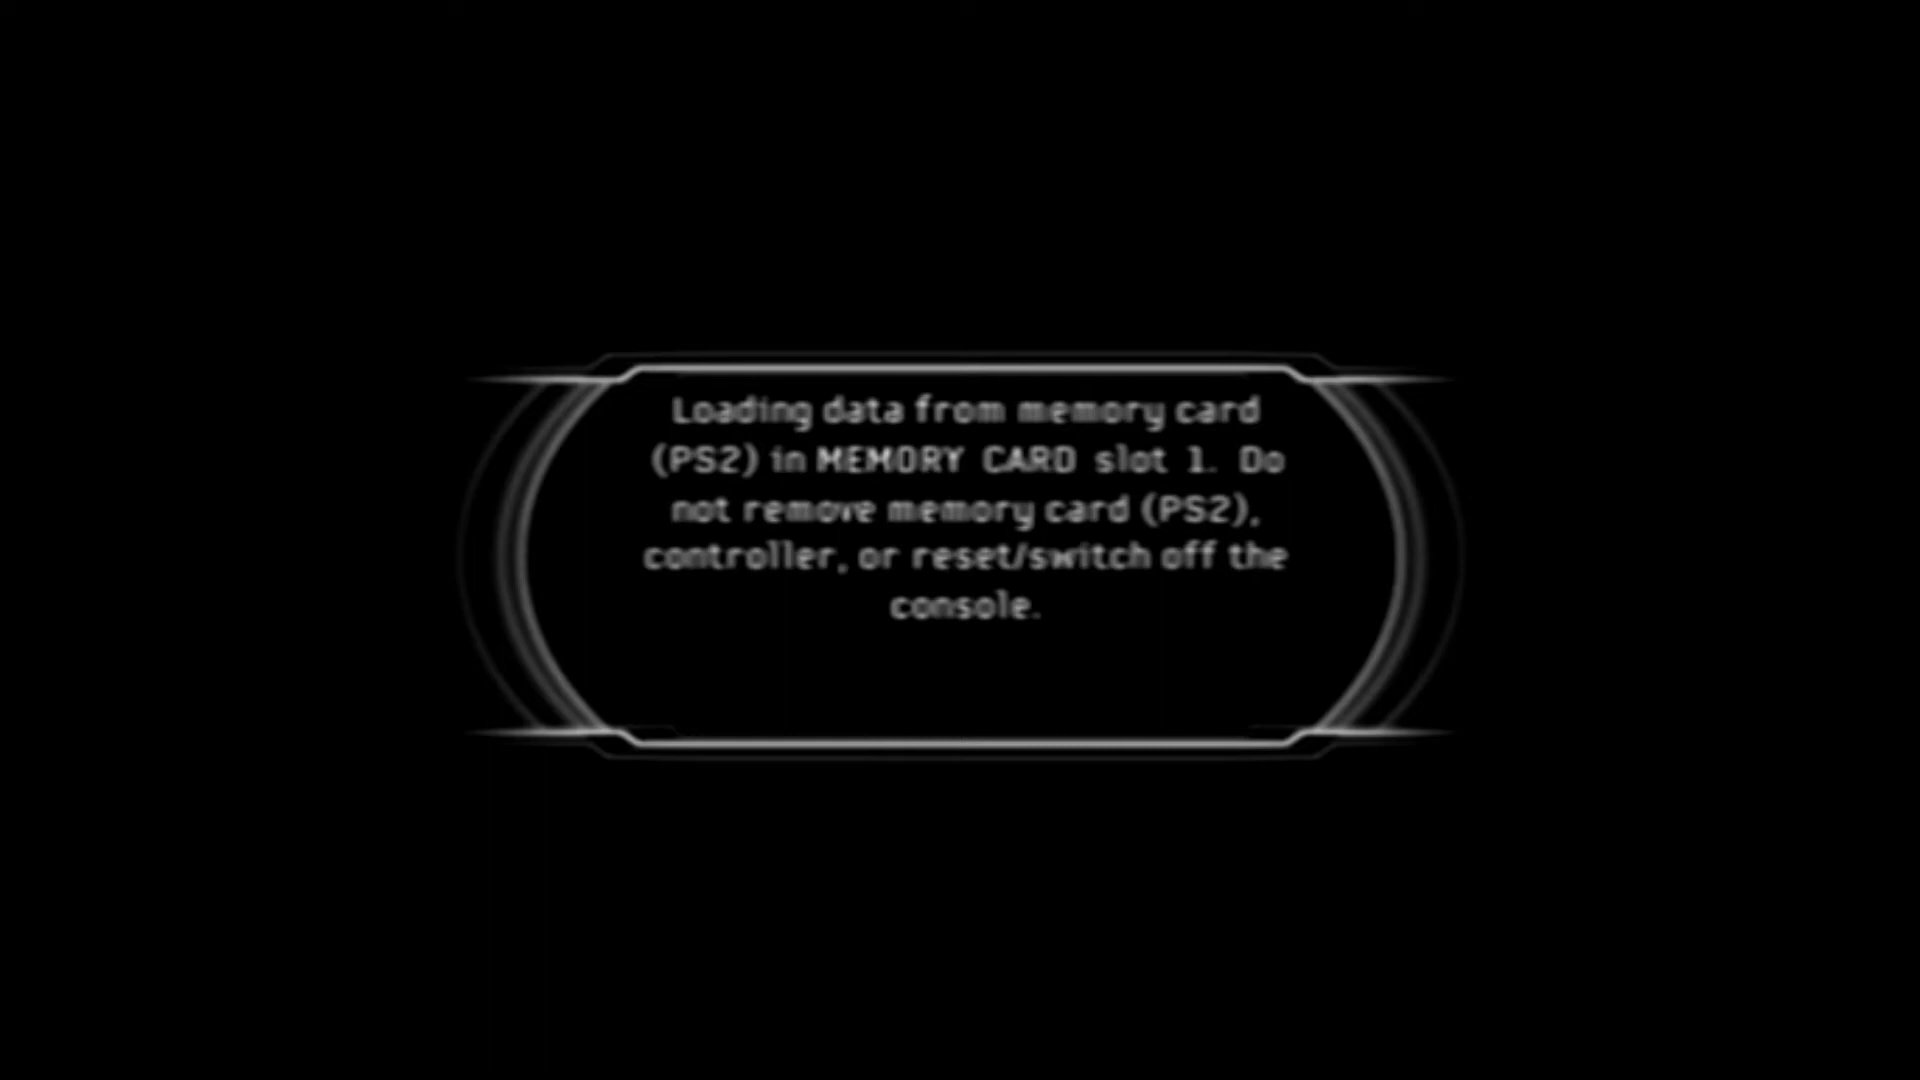 Loading data from memory card
(PS2) in MEMORY CARD slot 1. Do
not remove memory card (PS2),
controller, or reset/switch off the
console.